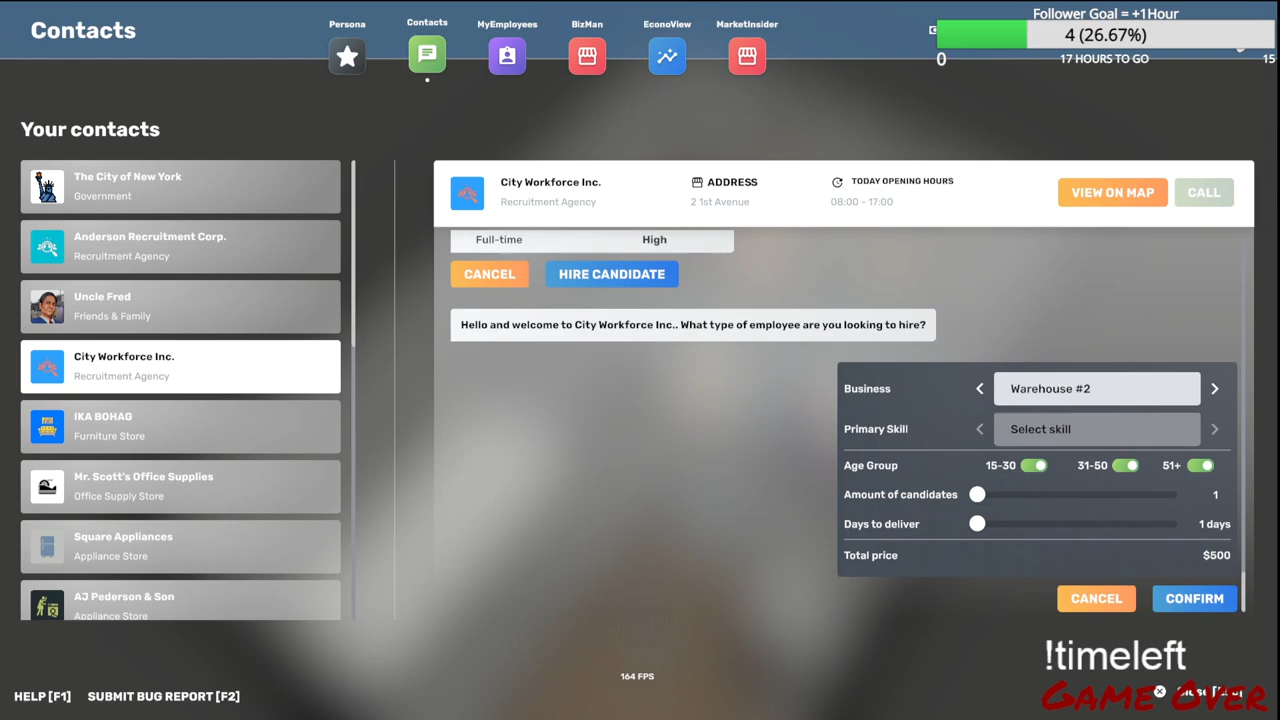 Contacts
Persona
Contacts
MyEmployees
BizMan
EconoView
MarketInsider
Follower Goal = +1Hour
4 (26.67%)
0
17 HOURS TO GO
15
Your contacts
The City of New York
Government
Anderson Recruitment Corp.
Recruitment Agency
Uncle Fred
Friends & Family
City Workforce Inc.
Recruitment Agency
IKA BOHAG
Furniture Store
Mr. Scott's Office Supplies
Office Supply Store
Square Appliances
Appliance Store
AJ Pederson & Son
Appliance Store
City Workforce Inc.
Recruitment Agency
ADDRESS
2 1st Avenue
TODAY OPENING HOURS
08:00 - 17:00
VIEW ON MAP
CALL
Full-time High
CANCEL
HIRE CANDIDATE
Hello and welcome to City Workforce Inc.. What type of employee are you looking to hire?
Business Warehouse #2
Primary Skill Select skill
Age Group 15-30 31-50 51+
Amount of candidates 1
Days to deliver 1 days
Total price $500
CANCEL
CONFIRM
164 FPS
!timeleft
GAME OVER
HELP [F1]
SUBMIT BUG REPORT [F2]